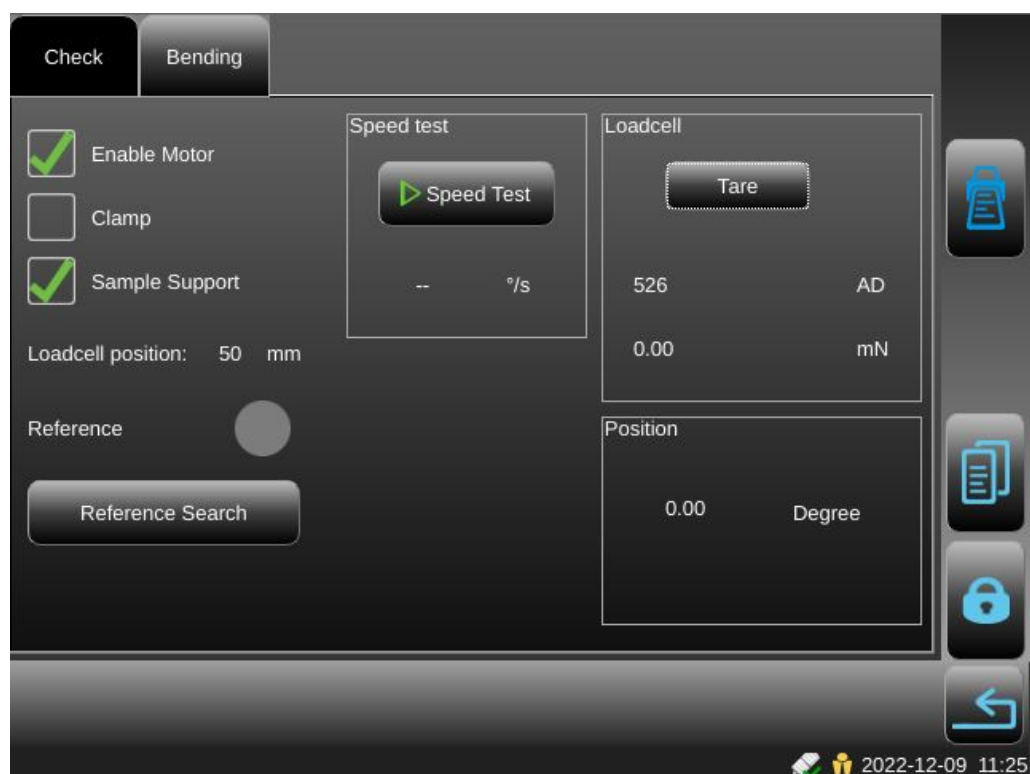 Check
Bending
Enable Motor
Clamp
Sample Support
Loadcell position: 50 mm
Reference
Reference Search
Speed test
Speed Test
-- °/s
Loadcell
Tare
526 AD
0.00 mN
Position
0.00 Degree
2022-12-09 11:25